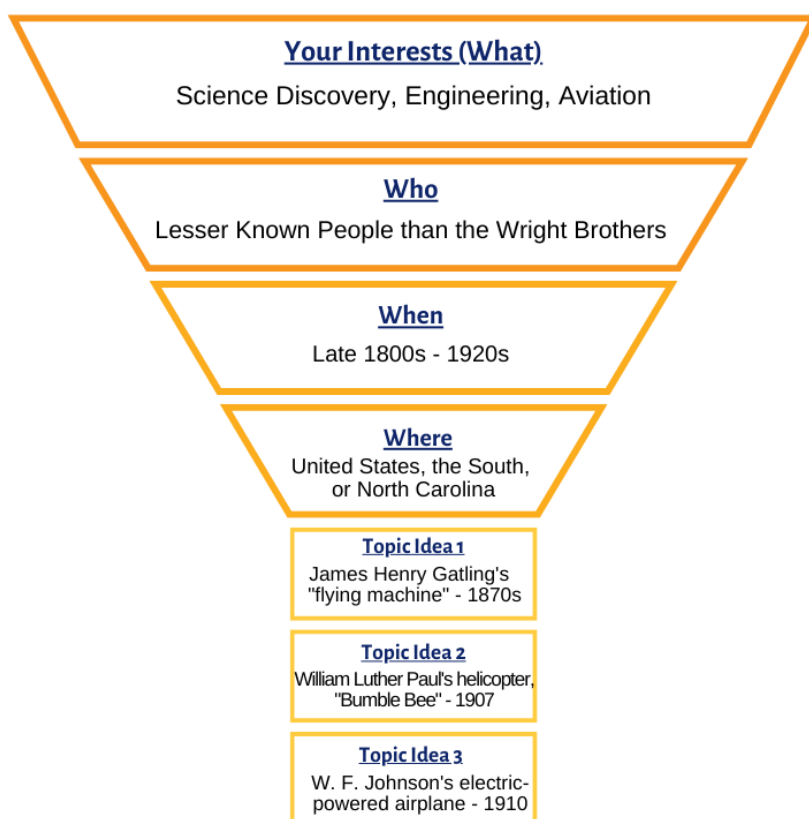 Your Interests (What)
Science Discovery, Engineering, Aviation
Who
Lesser Known People than the Wright Brothers
When
Late 1800s - 1920s
Where
United States, the South,
or North Carolina
Topic Idea 1
James Henry Gatling's
"flying machine" - 1870s
Topic Idea 2
William Luther Paul's helicopter,
"Bumble Bee" - 1907
Topic Idea 3
W. F. Johnson's electric-
powered airplane - 1910